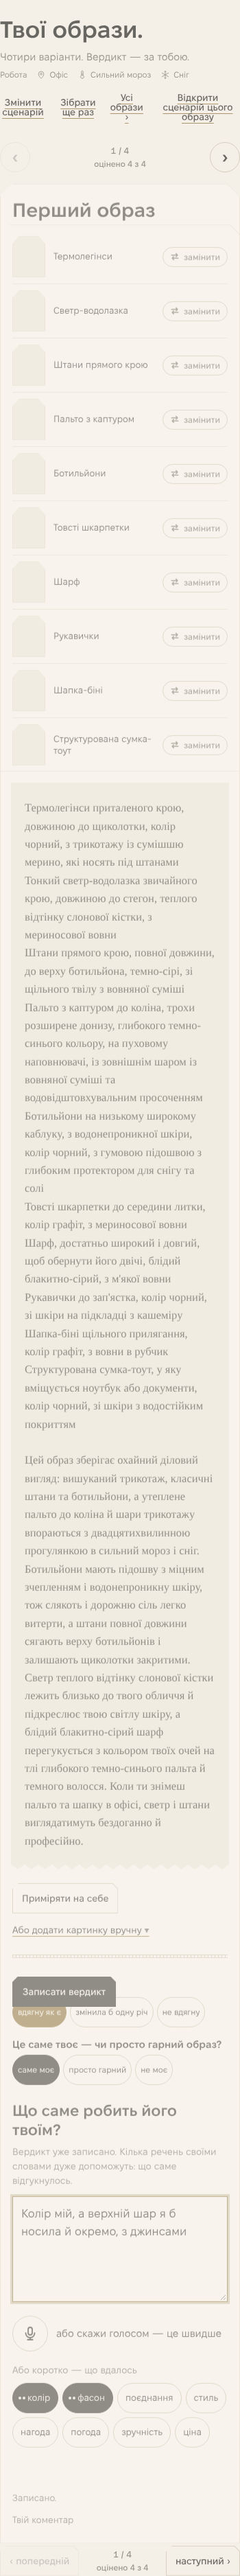 Твої образи.
Чотири варіанти. Вердикт — за тобою.
Робота Офіс Сильний мороз Сніг
Змінити сценарій
Зібрати ще раз
Усі образи ›
Відкрити сценарій цього образу
‹
1 / 4
оцінено 4 з 4
›
Перший образ
Термолегінси ⇄ замінити
Светр-водолазка ⇄ замінити
Штани прямого крою ⇄ замінити
Пальто з каптуром ⇄ замінити
Ботильйони ⇄ замінити
Товсті шкарпетки ⇄ замінити
Шарф ⇄ замінити
Рукавички ⇄ замінити
Шапка-біні ⇄ замінити
Структурована сумка-
тоут ⇄ замінити
Термолегінси приталеного крою,
довжиною до щиколотки, колір
чорний, з трикотажу із сумішшю
мерино, які носять під штанами
Тонкий светр-водолазка звичайного
крою, довжиною до стегон, теплого
відтінку слонової кістки, з
мериносової вовни
Штани прямого крою, повної довжини,
до верху ботильйона, темно-сірі, зі
щільного твілу з вовняної суміші
Пальто з каптуром до коліна, трохи
розширене донизу, глибокого темно-
синього кольору, на пуховому
наповнювачі, із зовнішнім шаром із
вовняної суміші та
водовідштовхувальним просоченням
Ботильйони на низькому широкому
каблуку, з водонепроникної шкіри,
колір чорний, з гумовою підошвою з
глибоким протектором для снігу та
солі
Товсті шкарпетки до середини литки,
колір графіт, з мериносової вовни
Шарф, достатньо широкий і довгий,
щоб обернути його двічі, блідий
блакитно-сірий, з м'якої вовни
Рукавички до зап'ястка, колір чорний,
зі шкіри на підкладці з кашеміру
Шапка-біні щільного прилягання,
колір графіт, з вовни в рубчик
Структурована сумка-тоут, у яку
вміщується ноутбук або документи,
колір чорний, зі шкіри з водостійким
покриттям
Цей образ зберігає охайний діловий
вигляд: вишуканий трикотаж, класичні
штани та ботильйони, а утеплене
пальто до коліна й шари трикотажу
впораються з двадцятихвилинною
прогулянкою в сильний мороз і сніг.
Ботильйони мають підошву з міцним
зчепленням і водонепроникну шкіру,
тож слякоть і дорожню сіль легко
витерти, а штани повної довжини
сягають верху ботильйонів і
залишають щиколотки закритими.
Светр теплого відтінку слонової кістки
лежить близько до твого обличчя й
підкреслює твою світлу шкіру, а
блідий блакитно-сірий шарф
перегукується з кольором твоїх очей на
тлі глибокого темно-синього пальта й
темного волосся. Коли ти знімеш
пальто та шапку в офісі, светр і штани
виглядатимуть бездоганно й
професійно.
Приміряти на себе
Або додати картинку вручну ▾
Записати вердикт
вдягну як є змінила б одну річ не вдягну
Це саме твоє — чи просто гарний образ?
саме моє просто гарний не моє
Що саме робить його
твоїм?
Вердикт уже записано. Кілька речень своїми
словами дуже допоможуть: що саме
відгукнулось.
Колір мій, а верхній шар я б
носила й окремо, з джинсами
або скажи голосом — це швидше
Або коротко — що вдалось
колір фасон поєднання стиль
нагода погода зручність ціна
Записано.
Твій коментар
‹ попередній
1 / 4
оцінено 4 з 4
наступний ›